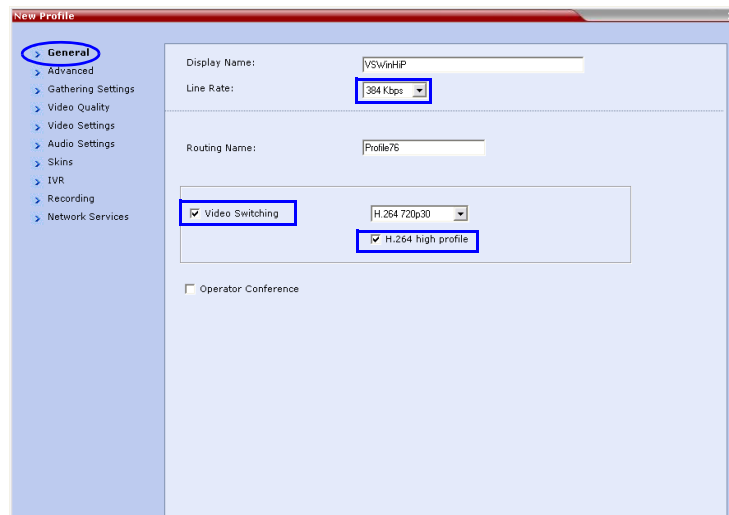 New Profile
General
Advanced
Gathering Settings
Video Quality
Video Settings
Audio Settings
Skins
IVR
Recording
Network Services
Display Name: VSWinHiP
Line Rate: 384 Kbps
Routing Name: Profile76
Video Switching H.264 720p30
H.264 high profile
Operator Conference